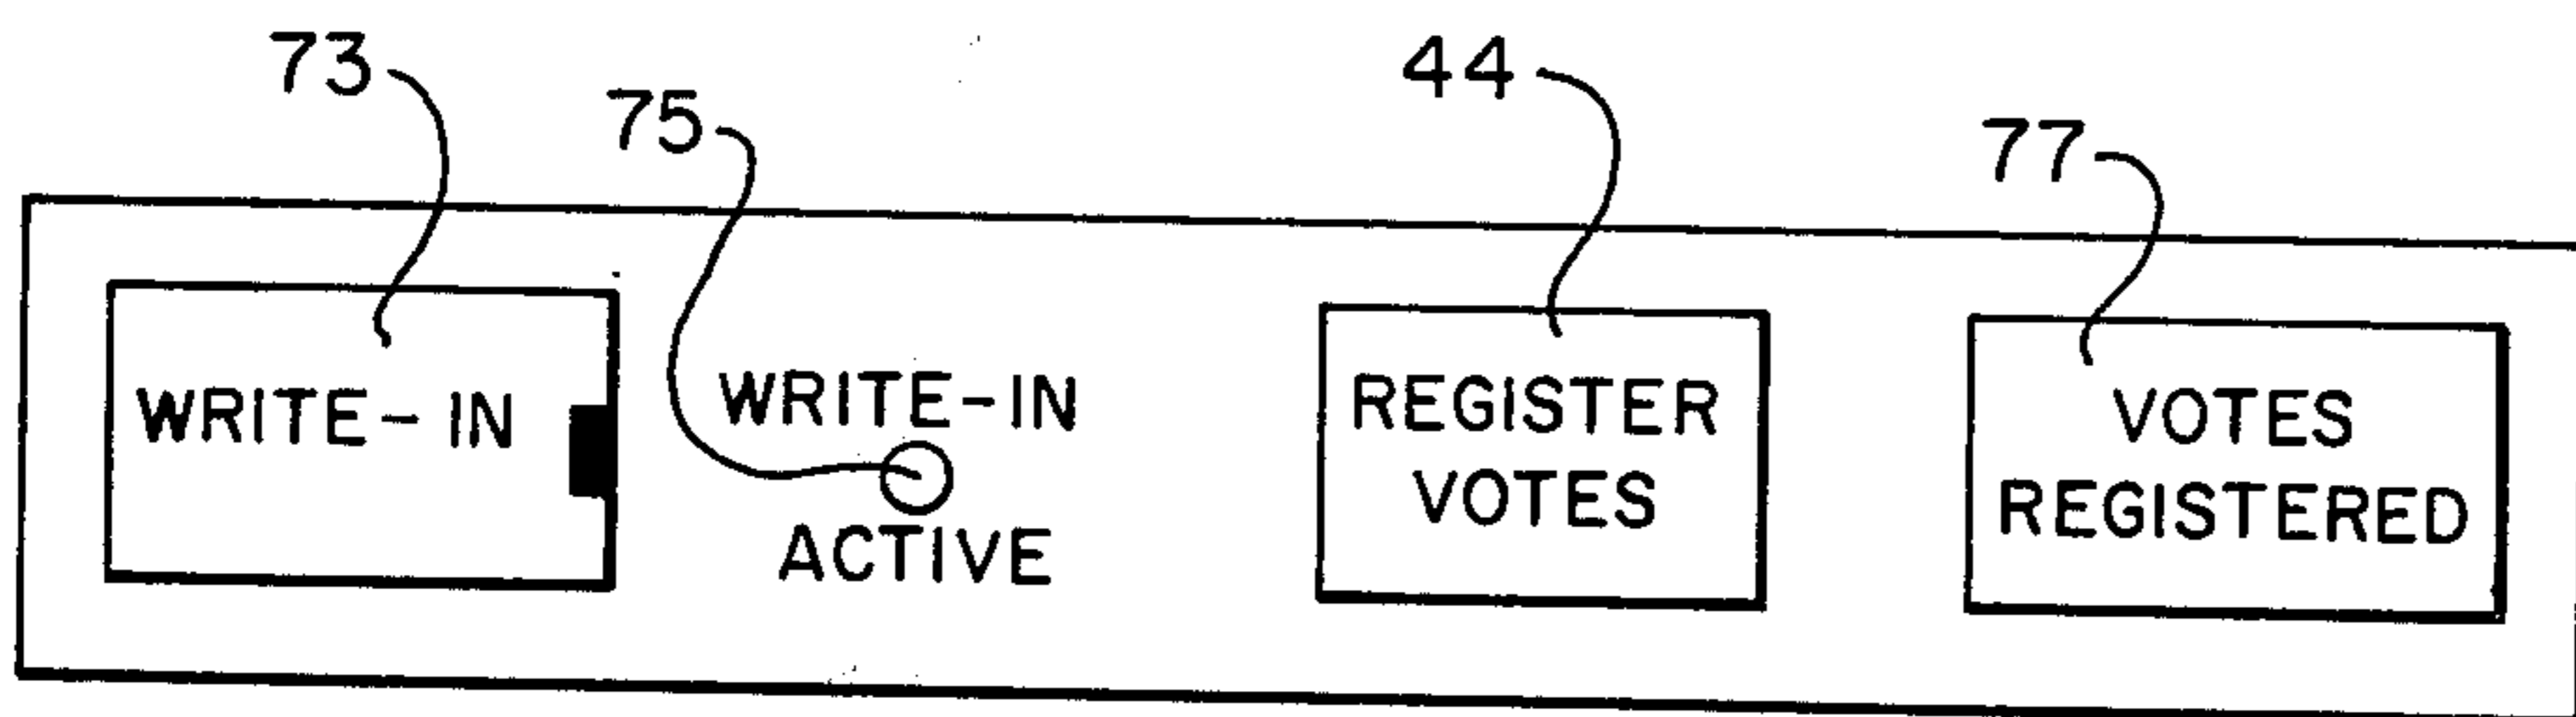 73
75
44
77
WRITE-IN
WRITE-IN
ACTIVE
REGISTER
VOTES
VOTES
REGISTERED